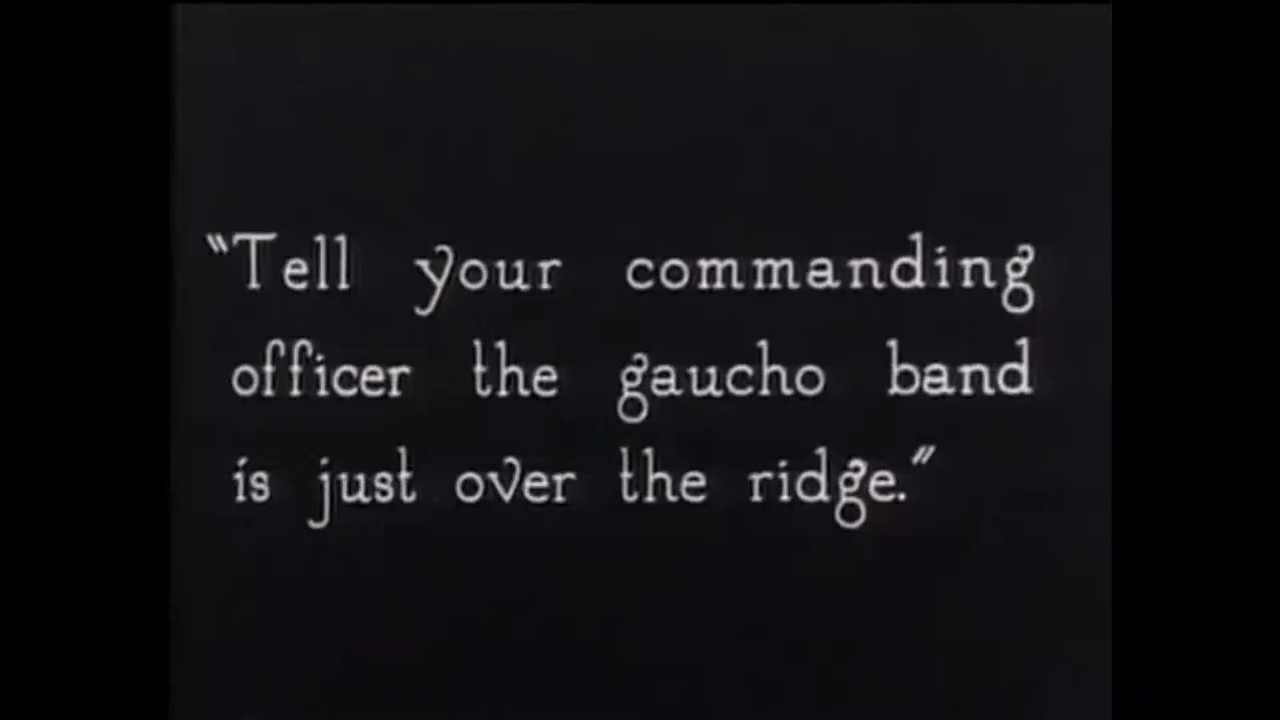 "Tell your commanding
officer the gaucho band
is just over the ridge."